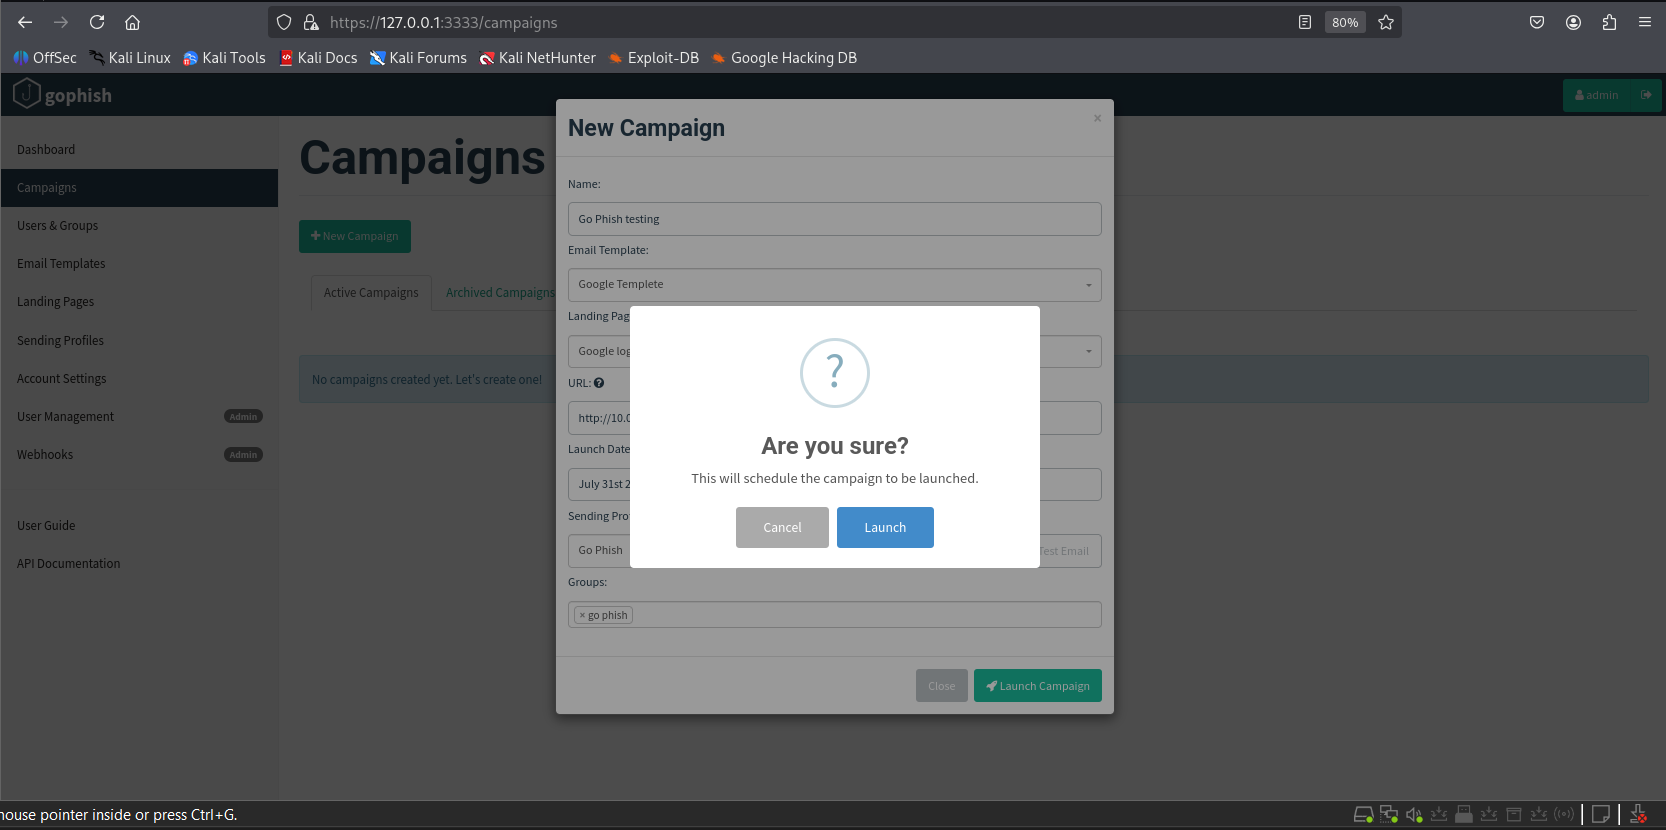 https://127.0.0.1:3333/campaigns
80%
OffSec Kali Linux Kali Tools Kali Docs Kali Forums Kali NetHunter Exploit-DB Google Hacking DB
gophish
admin
Dashboard
Campaigns
Users & Groups
Email Templates
Landing Pages
Sending Profiles
Account Settings
User Management Admin
Webhooks Admin
User Guide
API Documentation
Campaigns
New Campaign
Active Campaigns Archived Campaigns
No campaigns created yet. Let's create one!
New Campaign
×
Name:
Go Phish testing
Email Template:
Google Templete
Landing Pag
Google log
URL:
http://10.0
Launch Date
July 31st 2
Sending Pro
Go Phish
Test Email
Groups:
× go phish
Close Launch Campaign
?
Are you sure?
This will schedule the campaign to be launched.
Cancel Launch
nouse pointer inside or press Ctrl+G.